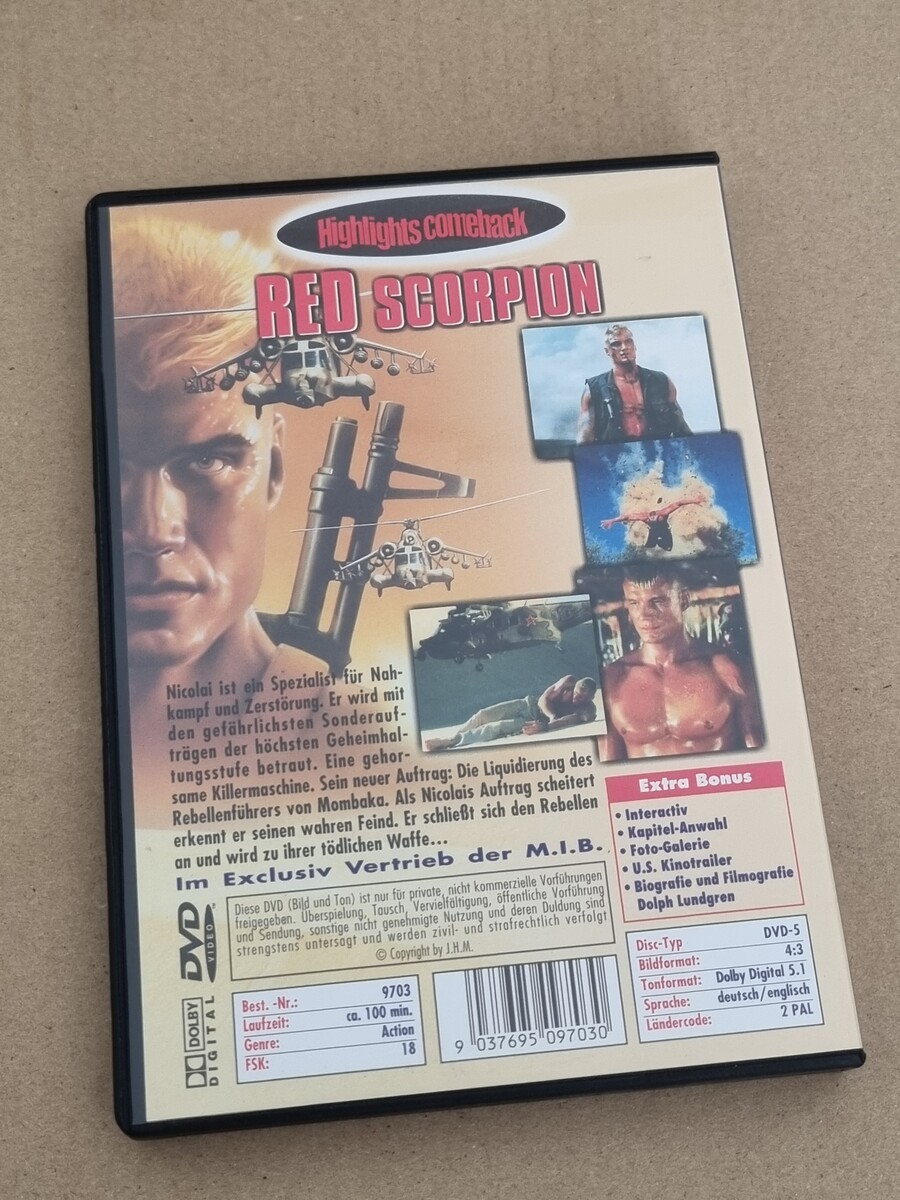 Highlights comeback
RED SCORPION
Nicolai ist ein Spezialist für Nah-
kampf und Zerstörung. Er wird mit
den gefährlichsten Sonderauf-
trägen der höchsten Geheimhal-
tungsstufe betraut. Eine gehor-
same Killermaschine. Sein neuer Auftrag: Die Liquidierung des
Rebellenführers von Mombaka. Als Nicolais Auftrag scheitert
erkennt er seinen wahren Feind. Er schließt sich den Rebellen
an und wird zu ihrer tödlichen Waffe...
Im Exclusiv Vertrieb der M.I.B.
Extra Bonus
• Interactiv
• Kapitel-Anwahl
• Foto-Galerie
• U.S. Kinotrailer
• Biografie und Filmografie
Dolph Lundgren
DVD
VIDEO
TM
Diese DVD (Bild und Ton) ist nur für private, nicht kommerzielle Vorführungen
freigegeben. Überspielung, Tausch, Vervielfältigung, öffentliche Vorführung
und Sendung, sonstige nicht genehmigte Nutzung und deren Duldung sind
strengstens untersagt und werden zivil- und strafrechtlich verfolgt
© Copyright by J.H.M.
DOLBY
DIGITAL
Best. -Nr.: 9703
Laufzeit: ca. 100 min.
Genre: Action
FSK: 18
9 037695 097030
Disc-Typ DVD-5
Bildformat: 4:3
Tonformat: Dolby Digital 5.1
Sprache: deutsch/englisch
Ländercode: 2 PAL